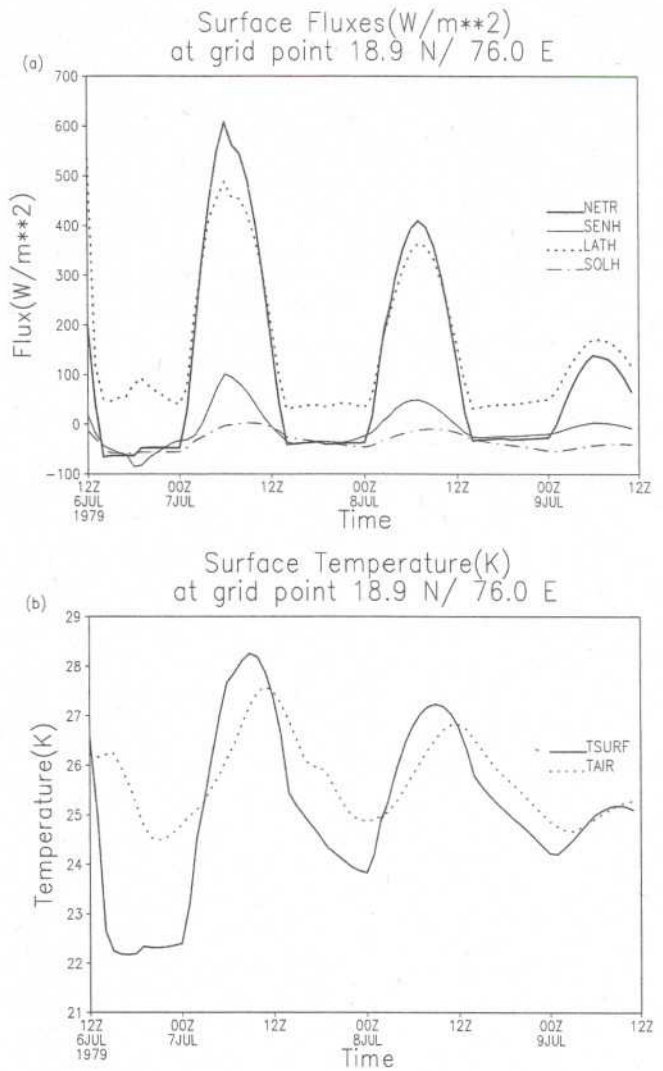 Surface Fluxes(W/m**2)
at grid point 18.9 N/ 76.0 E
(a)
700
600
500
400
300
200
100
0
−100
Flux(W/m**2)
NETR
SENH
LATH
SOLH
12Z 00Z 12Z 00Z 12Z 00Z 12Z
6JUL 7JUL 8JUL 9JUL
1979
Time
Surface Temperature(K)
at grid point 18.9 N/ 76.0 E
(b)
29
28
27
26
25
24
23
22
21
Temperature(K)
TSURF
TAIR
12Z 00Z 12Z 00Z 12Z 00Z 12Z
6JUL 7JUL 8JUL 9JUL
1979
Time